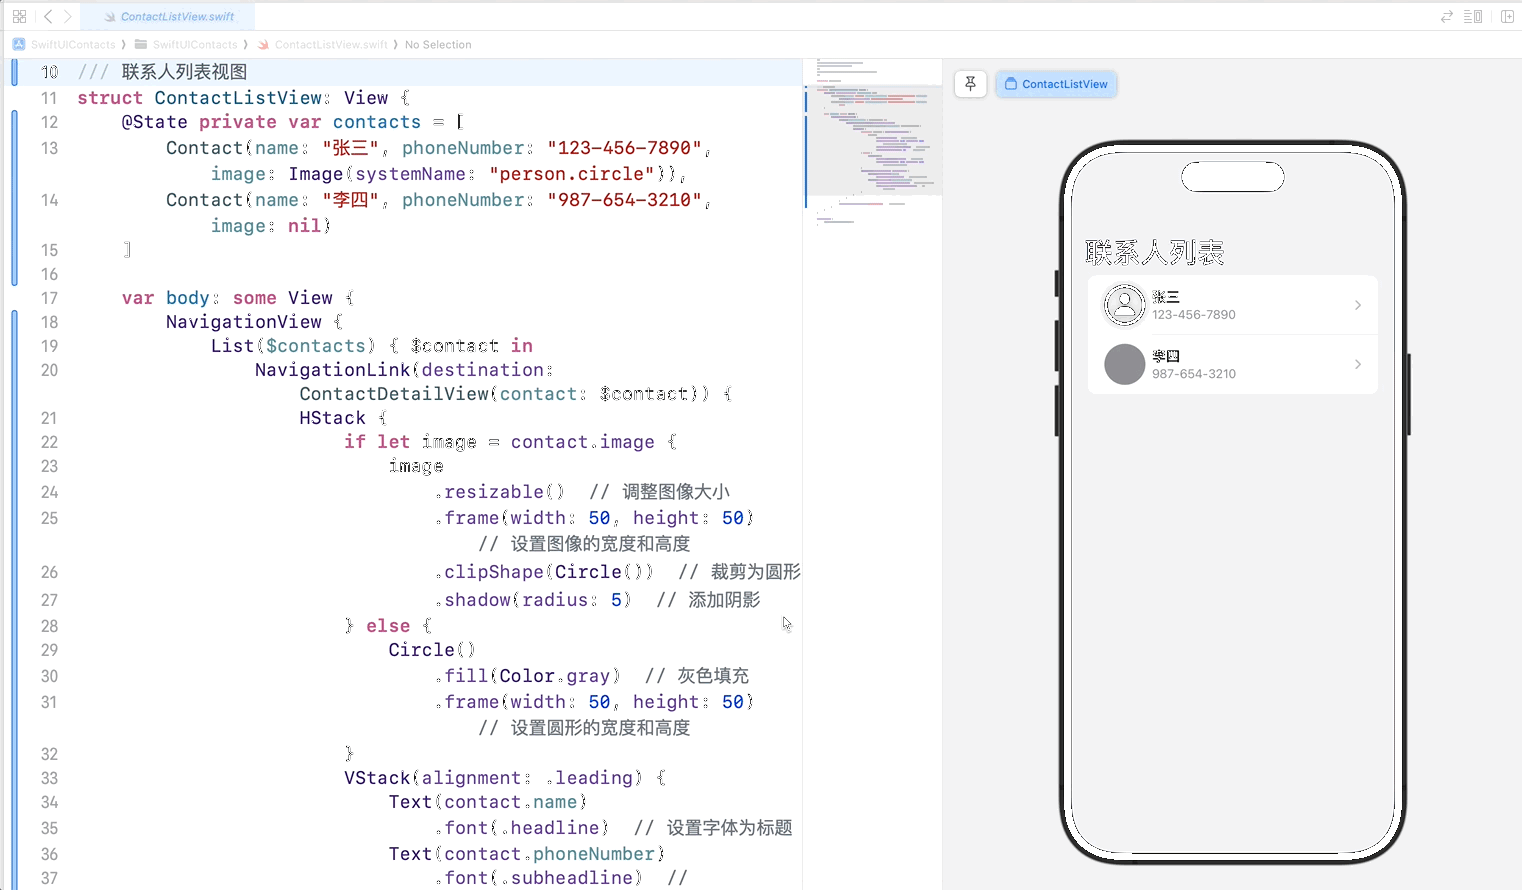 ContactListView.swift
SwiftUIContacts 》 SwiftUIContacts 》 ContactListView.swift 》 No Selection
10 /// 联系人列表视图
11 struct ContactListView: View {
12 @State private var contacts = [
13 Contact(name: "张三", phoneNumber: "123-456-7890",
image: Image(systemName: "person.circle")),
14 Contact(name: "李四", phoneNumber: "987-654-3210",
image: nil)
15 ]
16
17 var body: some View {
18 NavigationView {
19 List($contacts) { $contact in
20 NavigationLink(destination:
ContactDetailView(contact: $contact)) {
21 HStack {
22 if let image = contact.image {
23 image
24 .resizable() // 调整图像大小
25 .frame(width: 50, height: 50)
// 设置图像的宽度和高度
26 .clipShape(Circle()) // 裁剪为圆形
27 .shadow(radius: 5) // 添加阴影
28 } else {
29 Circle()
30 .fill(Color.gray) // 灰色填充
31 .frame(width: 50, height: 50)
// 设置圆形的宽度和高度
32 }
33 VStack(alignment: .leading) {
34 Text(contact.name)
35 .font(.headline) // 设置字体为标题
36 Text(contact.phoneNumber)
37 .font(.subheadline) //
ContactListView
联系人列表
张三
123-456-7890
李四
987-654-3210